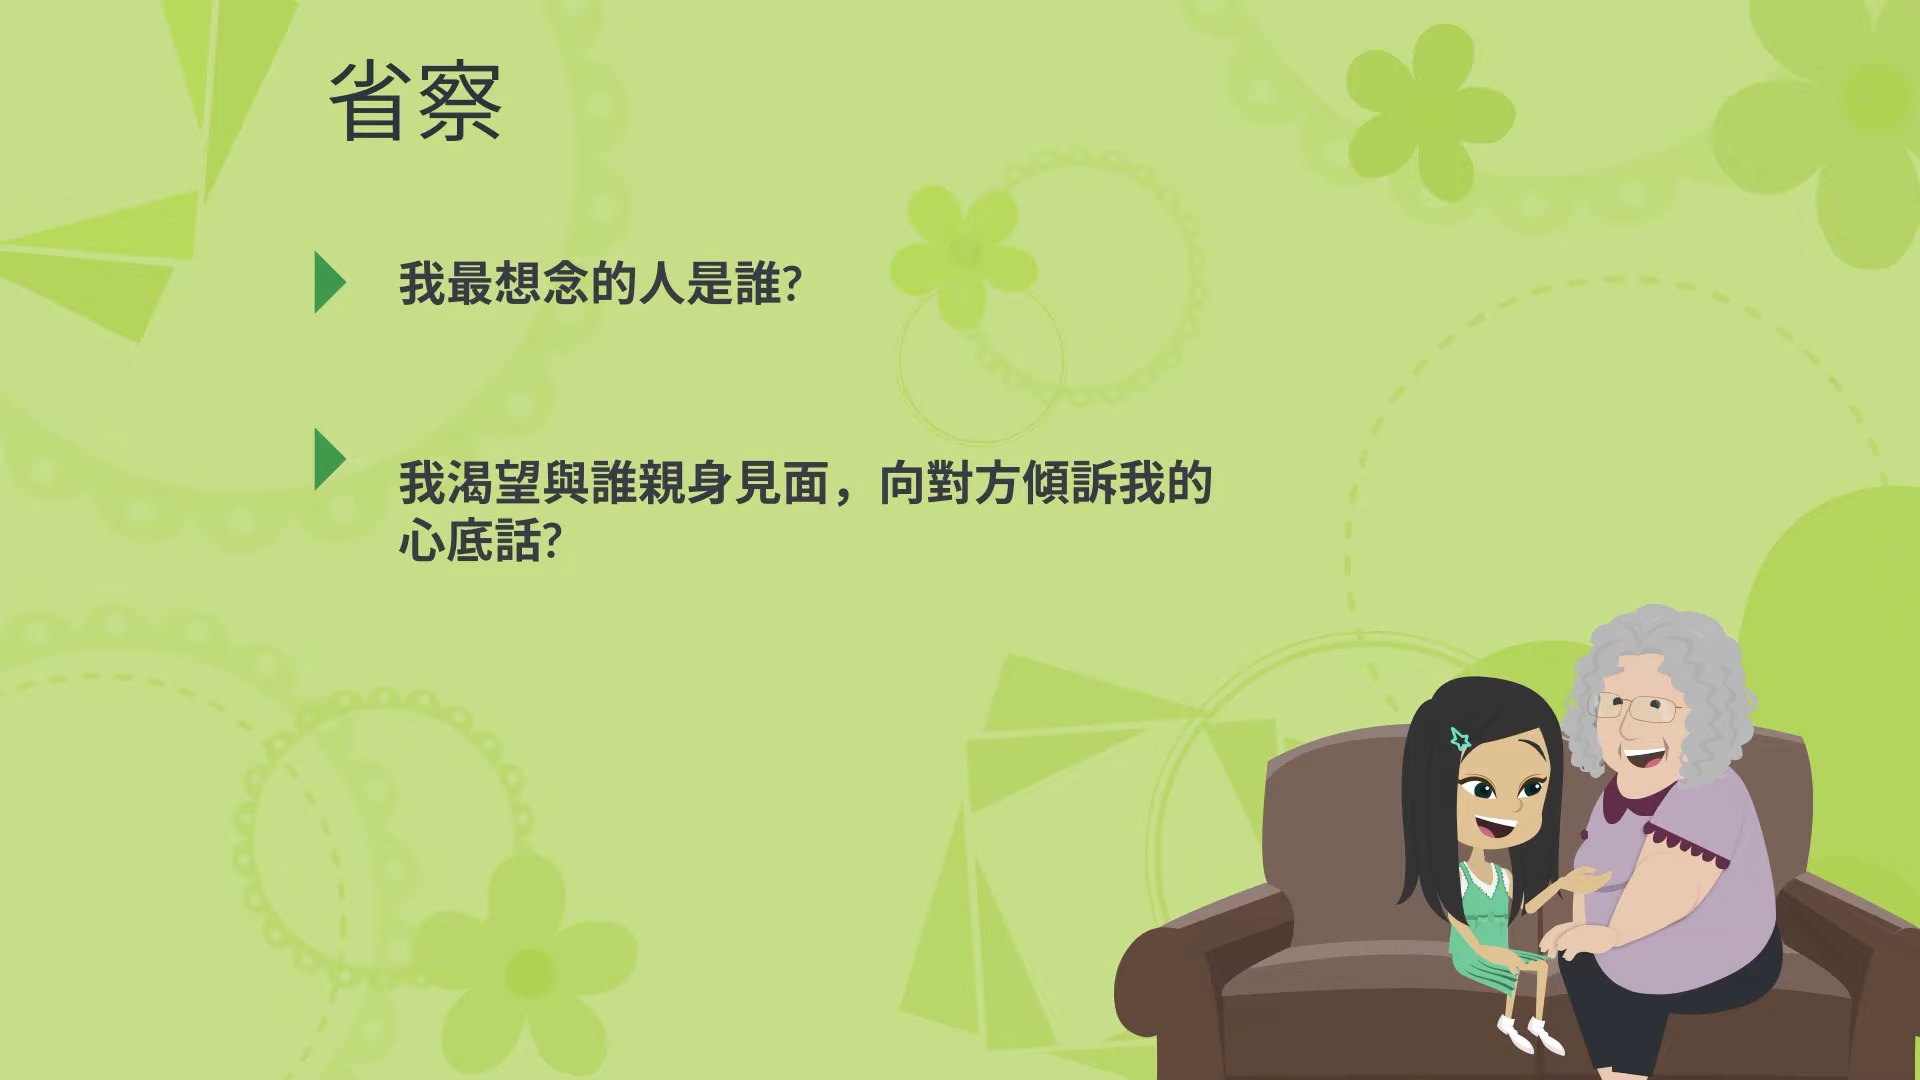 省察
我最想念的人是誰?
我渴望與誰親身見面，向對方傾訴我的
心底話?